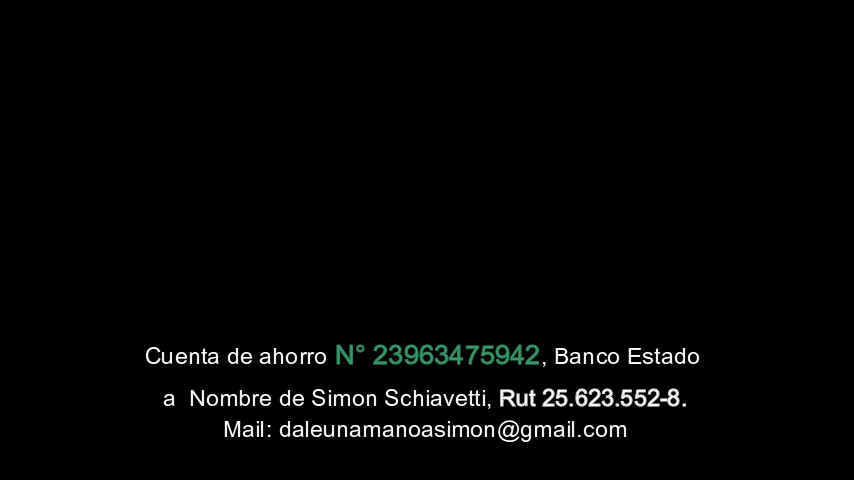 Cuenta de ahorro N° 23963475942, Banco Estado
a Nombre de Simon Schiavetti, Rut 25.623.552-8.
Mail: daleunamanoasimon@gmail.com